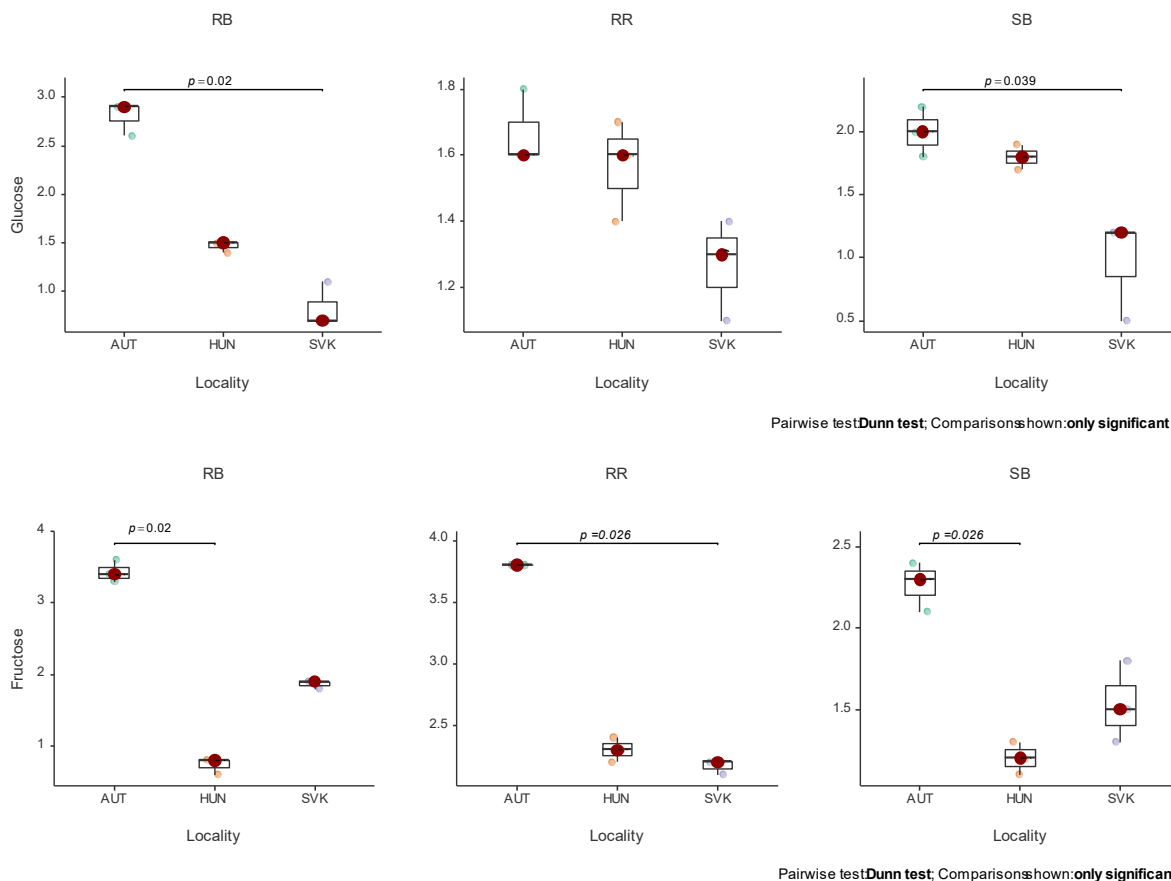 RB RR SB
p = 0.02 p = 0.039
Glucose
3.0 2.5 2.0 1.5 1.0
1.8 1.6 1.4 1.2
2.0 1.5 1.0 0.5
AUT HUN SVK AUT HUN SVK AUT HUN SVK
Locality Locality Locality
Pairwise test: Dunn test; Comparisons shown: only significant
RB RR SB
p = 0.02 p =0.026 p =0.026
Fructose
4 3 2 1
4.0 3.5 3.0 2.5
2.5 2.0 1.5
AUT HUN SVK AUT HUN SVK AUT HUN SVK
Locality Locality Locality
Pairwise test: Dunn test; Comparisons shown: only significan